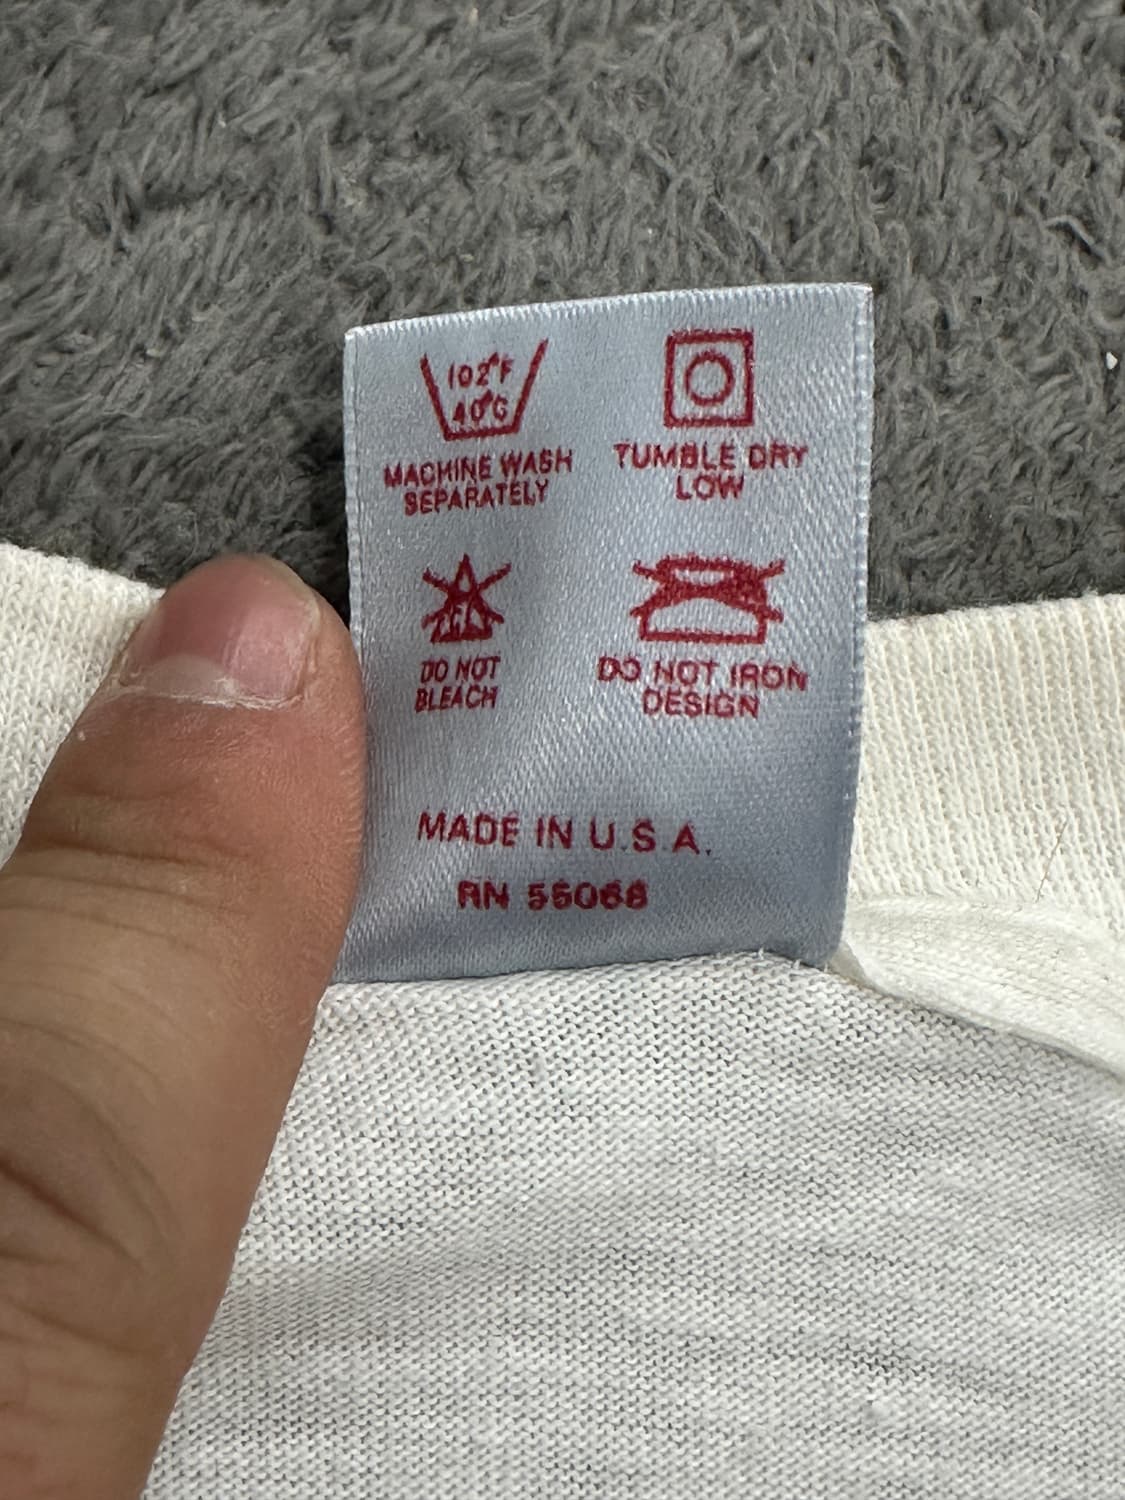 102°F
40°C
MACHINE WASH
SEPARATELY
TUMBLE DRY
LOW
DO NOT
BLEACH
DO NOT IRON
DESIGN
MADE IN U.S.A.
RN 55068